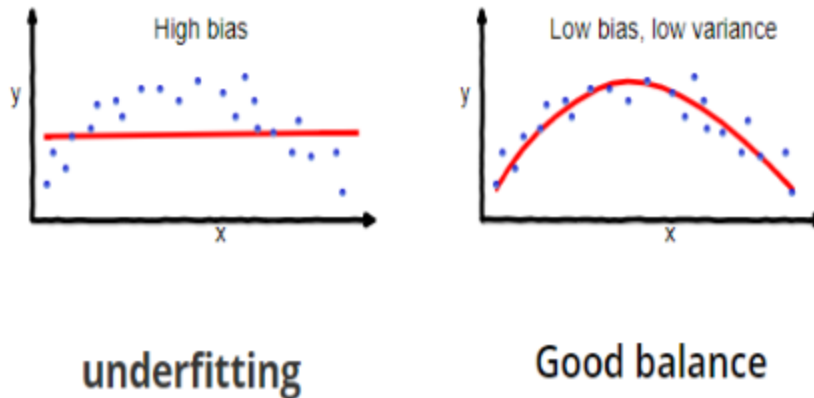 High bias
y
x
underfitting
Low bias, low variance
y
x
Good balance